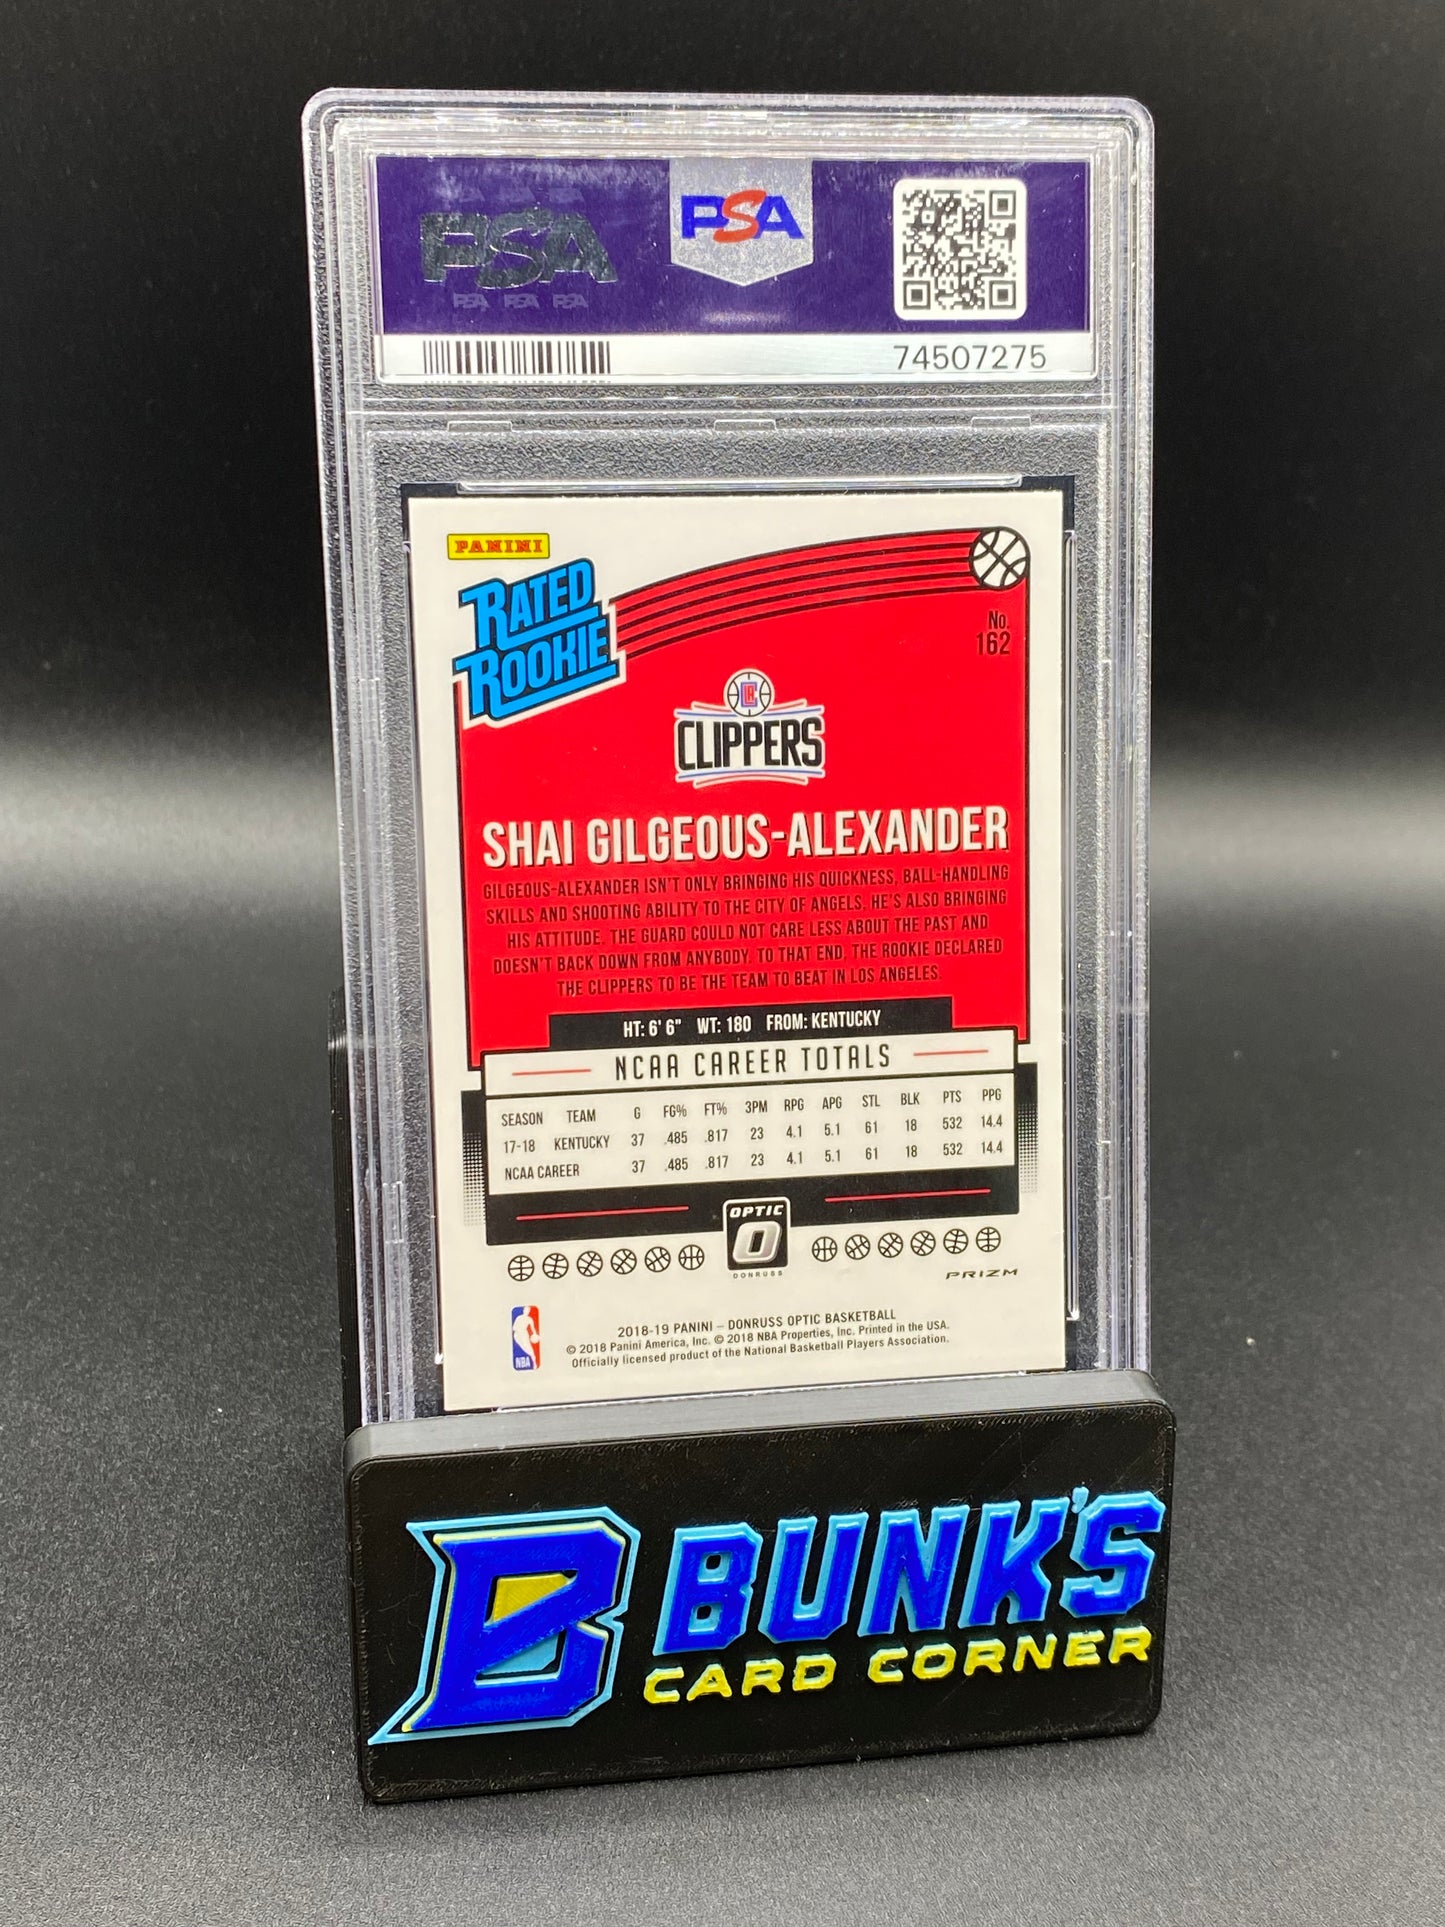 PSA
PSA
PSA PSA PSA
74507275
PANINI
RATED
ROOKIE
No.
162
LAC
CLIPPERS
SHAI GILGEOUS-ALEXANDER
GILGEOUS-ALEXANDER ISN'T ONLY BRINGING HIS QUICKNESS, BALL-HANDLING
SKILLS AND SHOOTING ABILITY TO THE CITY OF ANGELS. HE'S ALSO BRINGING
HIS ATTITUDE. THE GUARD COULD NOT CARE LESS ABOUT THE PAST AND
DOESN'T BACK DOWN FROM ANYBODY. TO THAT END, THE ROOKIE DECLARED
THE CLIPPERS TO BE THE TEAM TO BEAT IN LOS ANGELES.
HT: 6' 6" WT: 180 FROM: KENTUCKY
NCAA CAREER TOTALS
SEASON TEAM G FG% FT% 3PM RPG APG STL BLK PTS PPG
17-18 KENTUCKY 37 .485 .817 23 4.1 5.1 61 18 532 14.4
NCAA CAREER 37 .485 .817 23 4.1 5.1 61 18 532 14.4
OPTIC
O
DONRUSS
PRIZM
NBA
2018-19 PANINI – DONRUSS OPTIC BASKETBALL
© 2018 Panini America, Inc. © 2018 NBA Properties, Inc. Printed in the USA.
Officially licensed product of the National Basketball Players Association.
B
BUNK'S
CARD CORNER